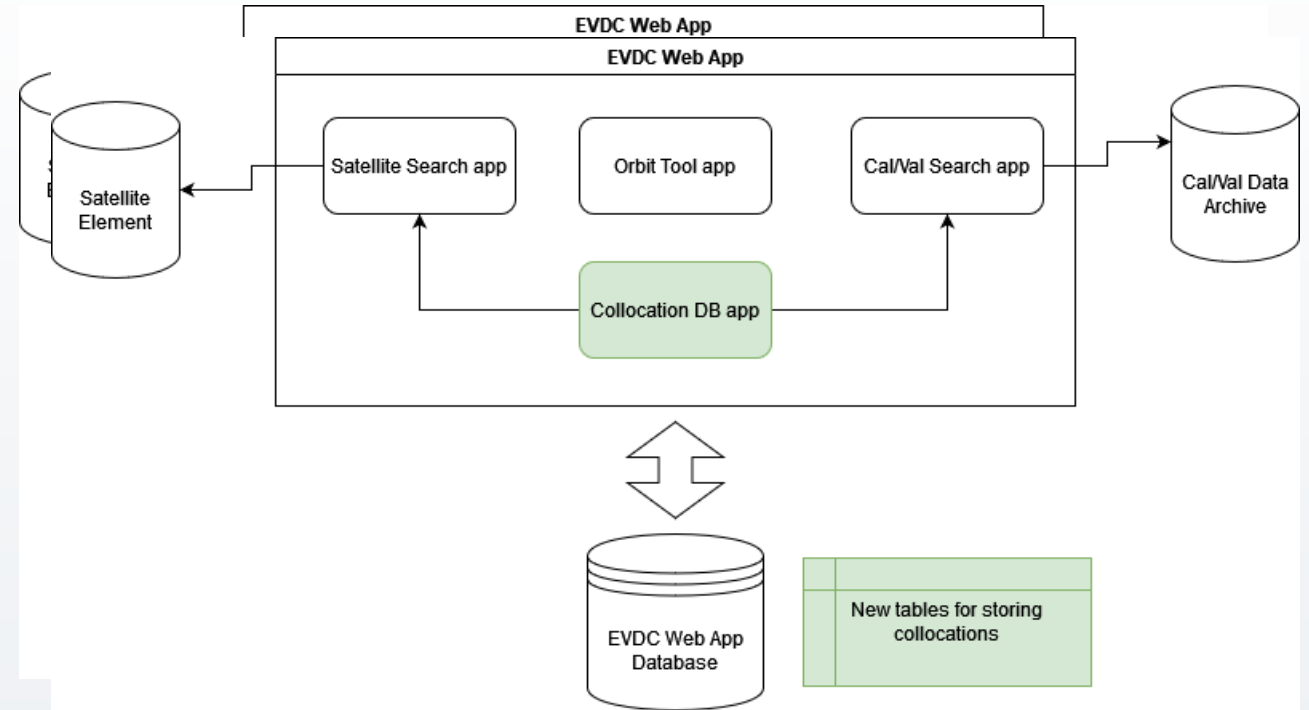 EVDC Web App
EVDC Web App
Satellite Search app
Orbit Tool app
Cal/Val Search app
Satellite
Element
Cal/Val Data
Archive
Collocation DB app
New tables for storing
collocations
EVDC Web App
Database